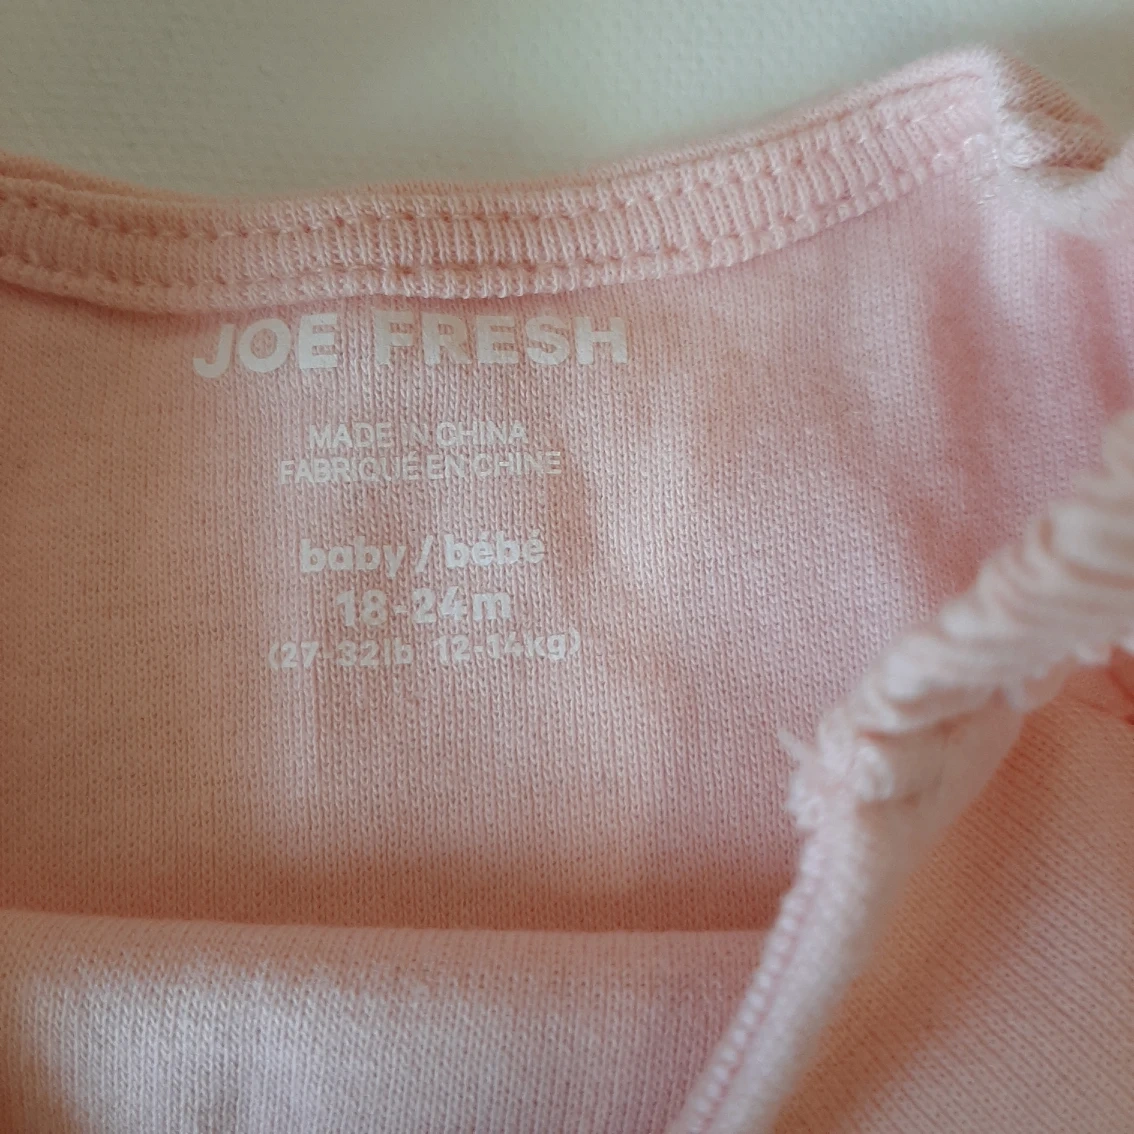 JOE FRESH
MADE IN CHINA
FABRIQUÉ EN CHINE
baby / bébé
18-24m
(27-32lb 12-14kg)